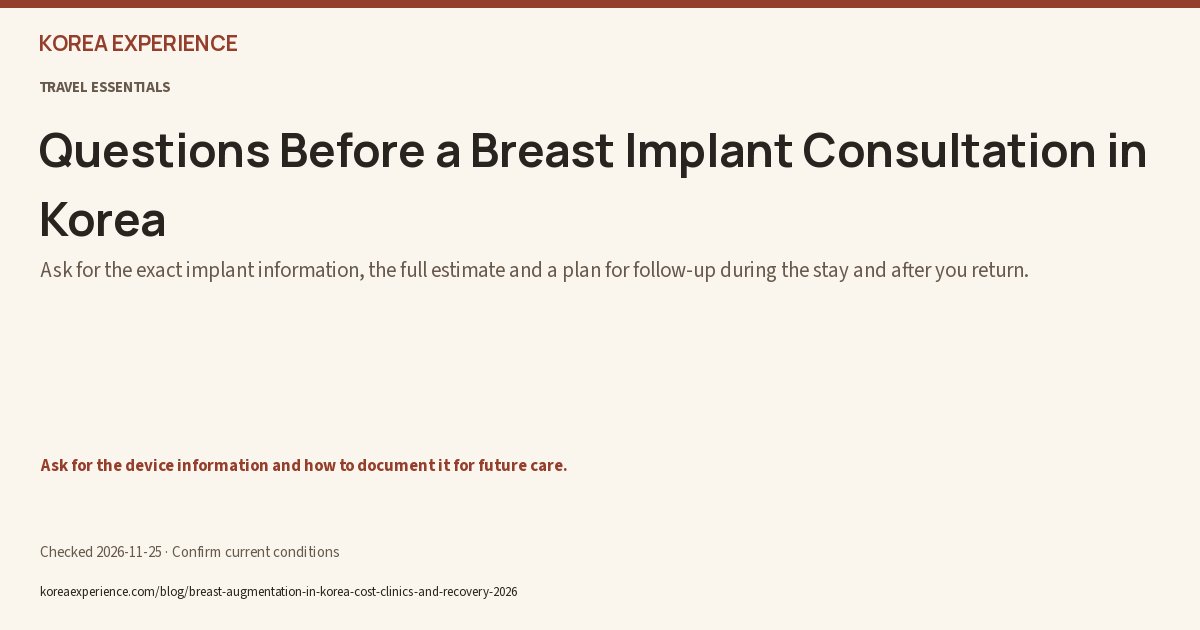 KOREA EXPERIENCE
TRAVEL ESSENTIALS
Questions Before a Breast Implant Consultation in
Korea
Ask for the exact implant information, the full estimate and a plan for follow-up during the stay and after you return.
Ask for the device information and how to document it for future care.
Checked 2026-11-25 · Confirm current conditions
koreaexperience.com/blog/breast-augmentation-in-korea-cost-clinics-and-recovery-2026